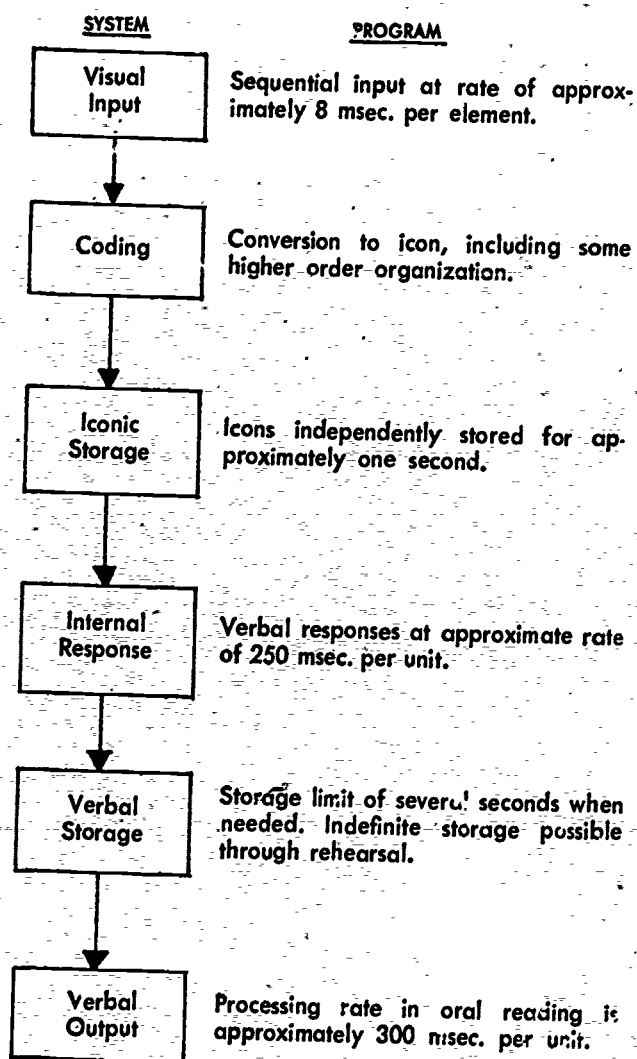 SYSTEM
PROGRAM
Visual
Input
Sequential input at rate of approx-
imately 8 msec. per element.
Coding
Conversion to icon, including some
higher order organization.
Iconic
Storage
Icons independently stored for ap-
proximately one second.
Internal
Response
Verbal responses at approximate rate
of 250 msec. per unit.
Verbal
Storage
Storage limit of several seconds when
needed. Indefinite storage possible
through rehearsal.
Verbal
Output
Processing rate in oral reading is
approximately 300 msec. per unit.